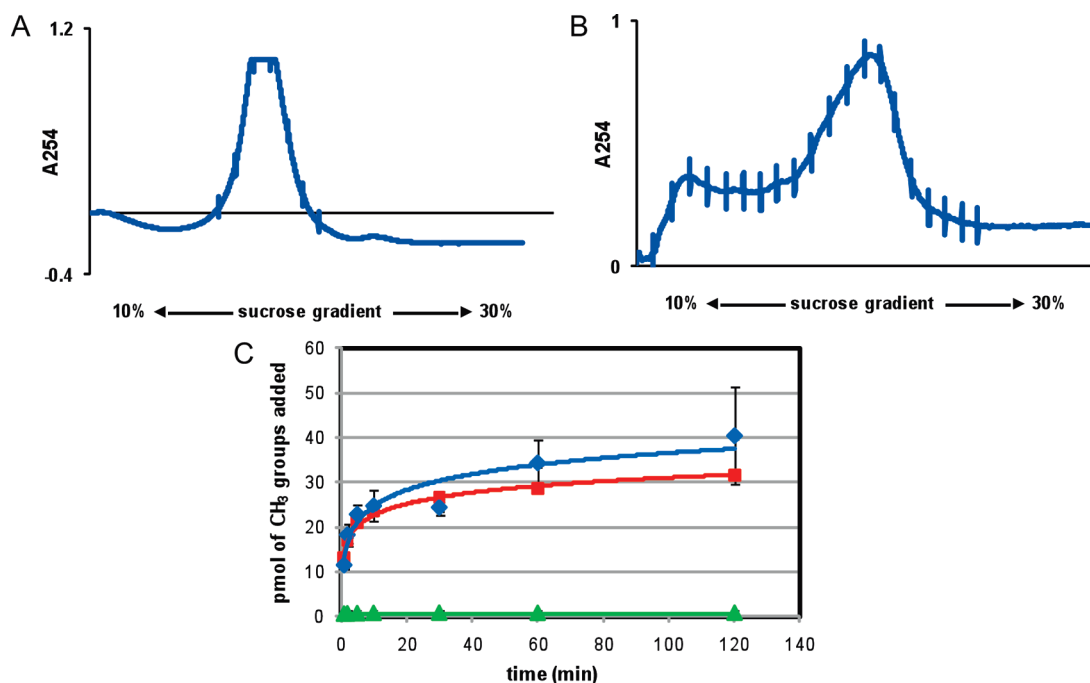 A
1.2
A254
-0.4
10% sucrose gradient 30%
B
1
A254
0
10% sucrose gradient 30%
C
60
50
40
30
20
10
0
pmol of CH₃ groups added
0 20 40 60 80 100 120 140
time (min)